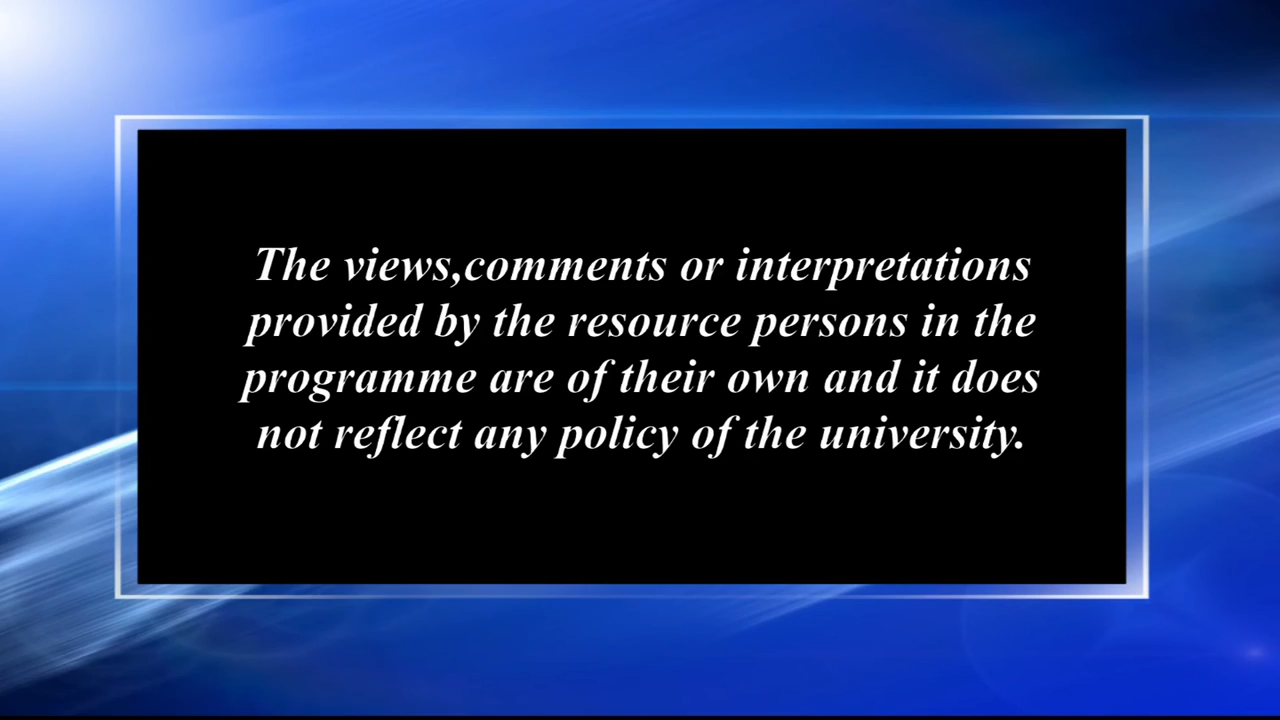 The views,comments or interpretations
provided by the resource persons in the
programme are of their own and it does
not reflect any policy of the university.